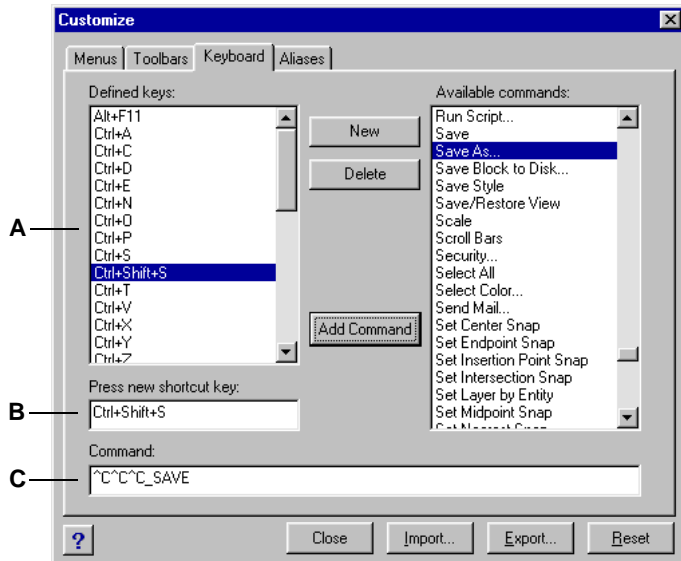 Customize
Menus Toolbars Keyboard Aliases
Defined keys:
Alt+F11
Ctrl+A
Ctrl+C
Ctrl+D
Ctrl+E
Ctrl+N
Ctrl+O
Ctrl+P
Ctrl+S
Ctrl+Shift+S
Ctrl+T
Ctrl+V
Ctrl+X
Ctrl+Y
Ctrl+Z
New
Delete
Add Command
Available commands:
Run Script...
Save
Save As...
Save Block to Disk...
Save Style
Save/Restore View
Scale
Scroll Bars
Security...
Select All
Select Color...
Send Mail...
Set Center Snap
Set Endpoint Snap
Set Insertion Point Snap
Set Intersection Snap
Set Layer by Entity
Set Midpoint Snap
Set Nearest Snap
A
Press new shortcut key:
B
Ctrl+Shift+S
Command:
C
^C^C^C_SAVE
?
Close
Import...
Export...
Reset